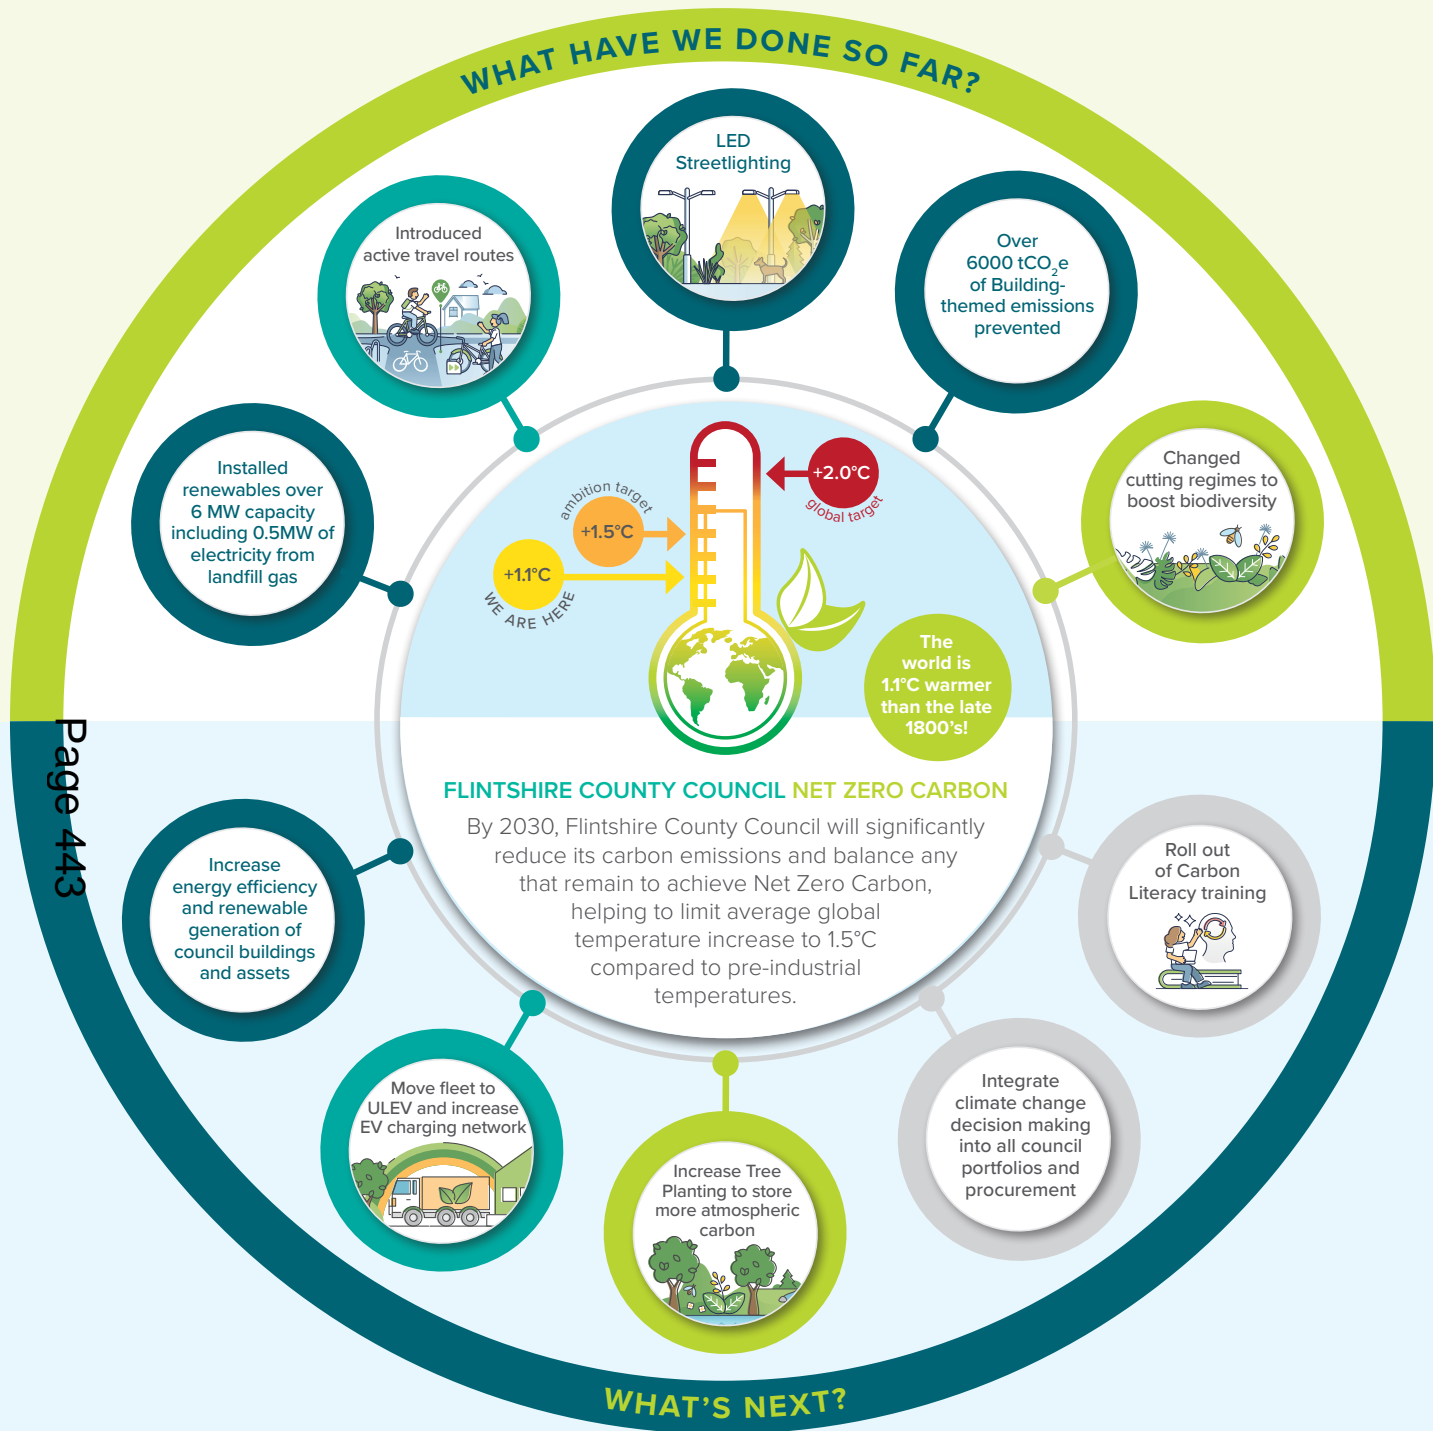 WHAT HAVE WE DONE SO FAR?
LED
Streetlighting
Introduced
active travel routes
Over
6000 tCO₂e
of Building-
themed emissions
prevented
Installed
renewables over
6 MW capacity
including 0.5MW of
electricity from
landfill gas
Changed
cutting regimes to
boost biodiversity
+2.0°C
global target
ambition target
+1.5°C
+1.1°C
WE ARE HERE
The
world is
1.1°C warmer
than the late
1800's!
Page 443
FLINTSHIRE COUNTY COUNCIL NET ZERO CARBON
By 2030, Flintshire County Council will significantly
reduce its carbon emissions and balance any
that remain to achieve Net Zero Carbon,
helping to limit average global
temperature increase to 1.5°C
compared to pre-industrial
temperatures.
Increase
energy efficiency
and renewable
generation of
council buildings
and assets
Roll out
of Carbon
Literacy training
Move fleet to
ULEV and increase
EV charging network
Increase Tree
Planting to store
more atmospheric
carbon
Integrate
climate change
decision making
into all council
portfolios and
procurement
WHAT'S NEXT?